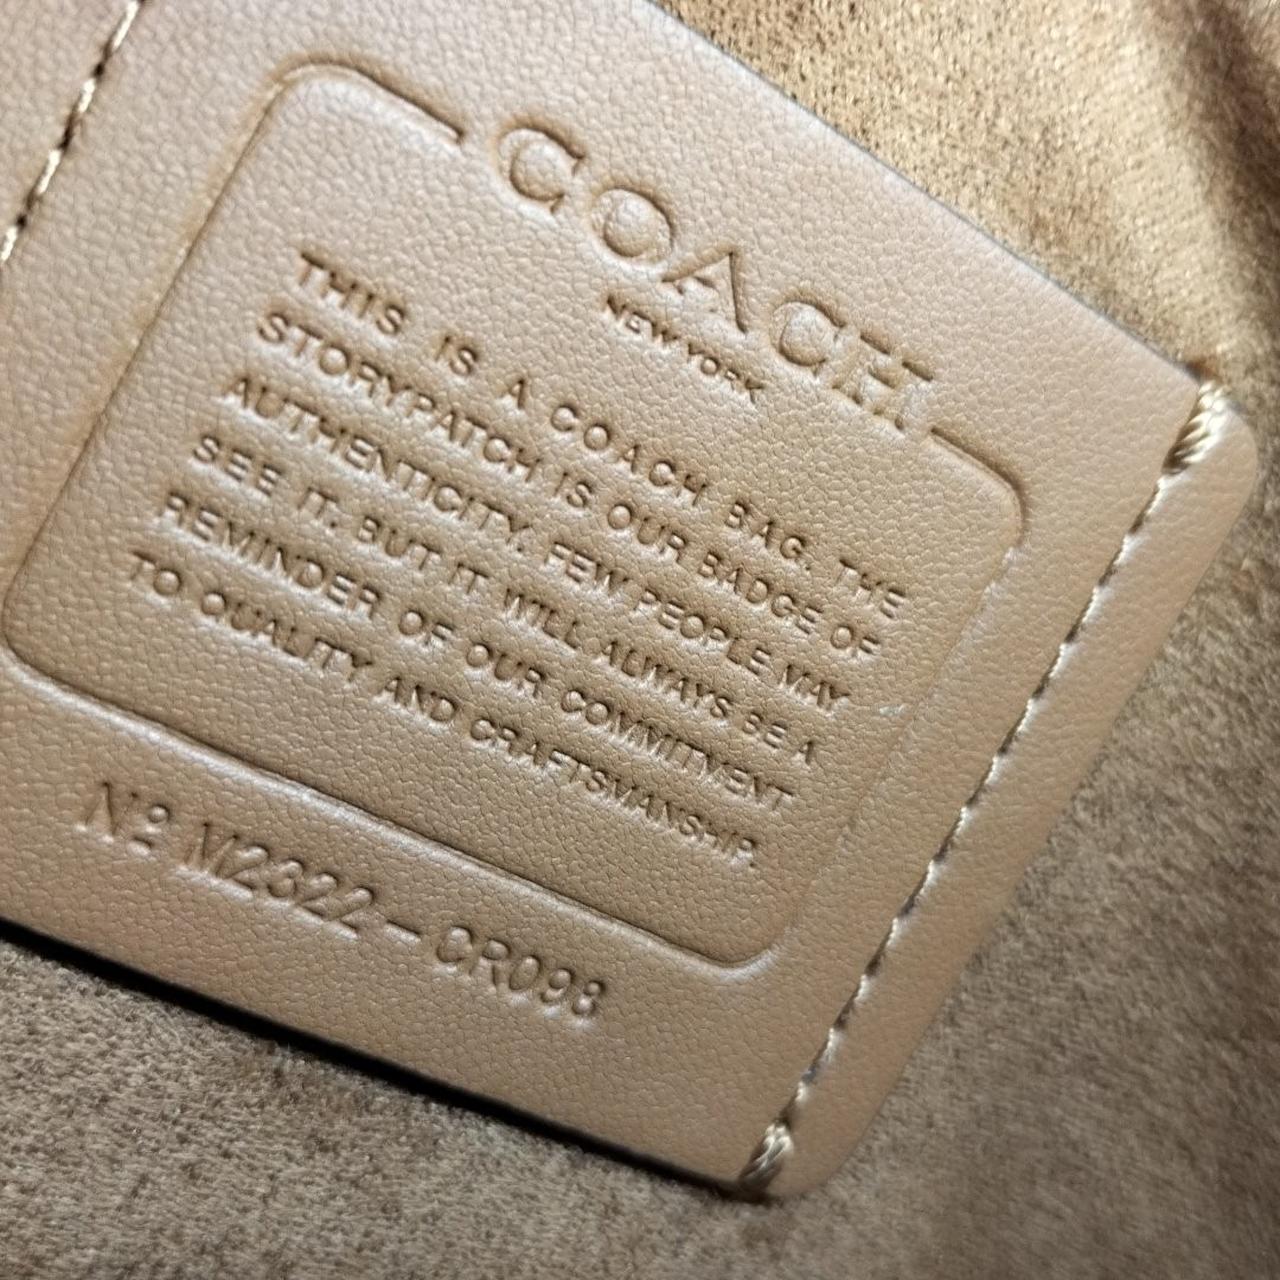 COACH
NEW YORK
THIS IS A COACH BAG. THE
STORYPATCH IS OUR BADGE OF
AUTHENTICITY. FEW PEOPLE MAY
SEE IT. BUT IT WILL ALWAYS BE A
REMINDER OF OUR COMMITMENT
TO QUALITY AND CRAFTSMANSHIP.
Nº M2322-CR098